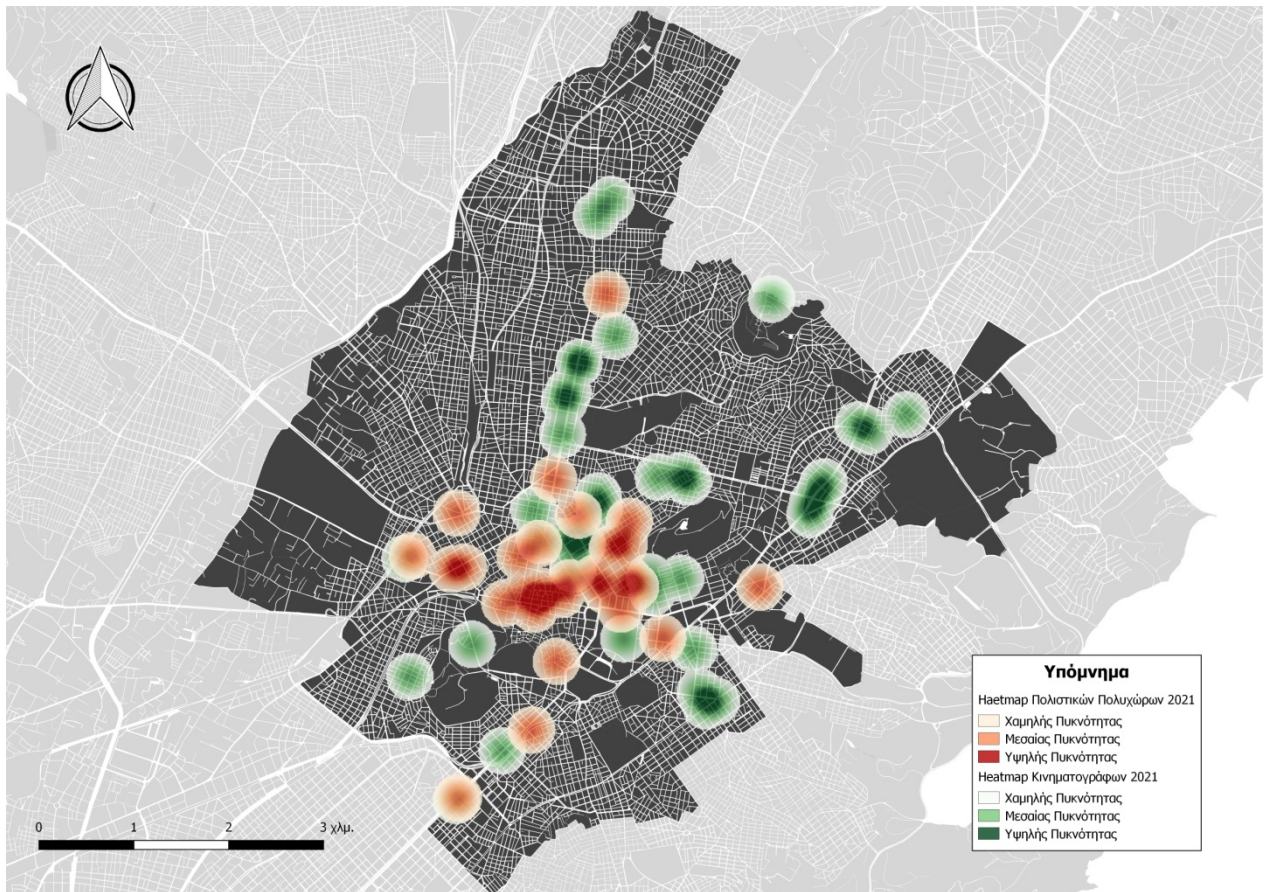 Υπόμνημα
Haetmap Πολιστικών Πολυχώρων 2021
Χαμηλής Πυκνότητας
Μεσαίας Πυκνότητας
Υψηλής Πυκνότητας
Heatmap Κινηματογράφων 2021
Χαμηλής Πυκνότητας
Μεσαίας Πυκνότητας
Υψηλής Πυκνότητας
0 1 2 3 χλμ.